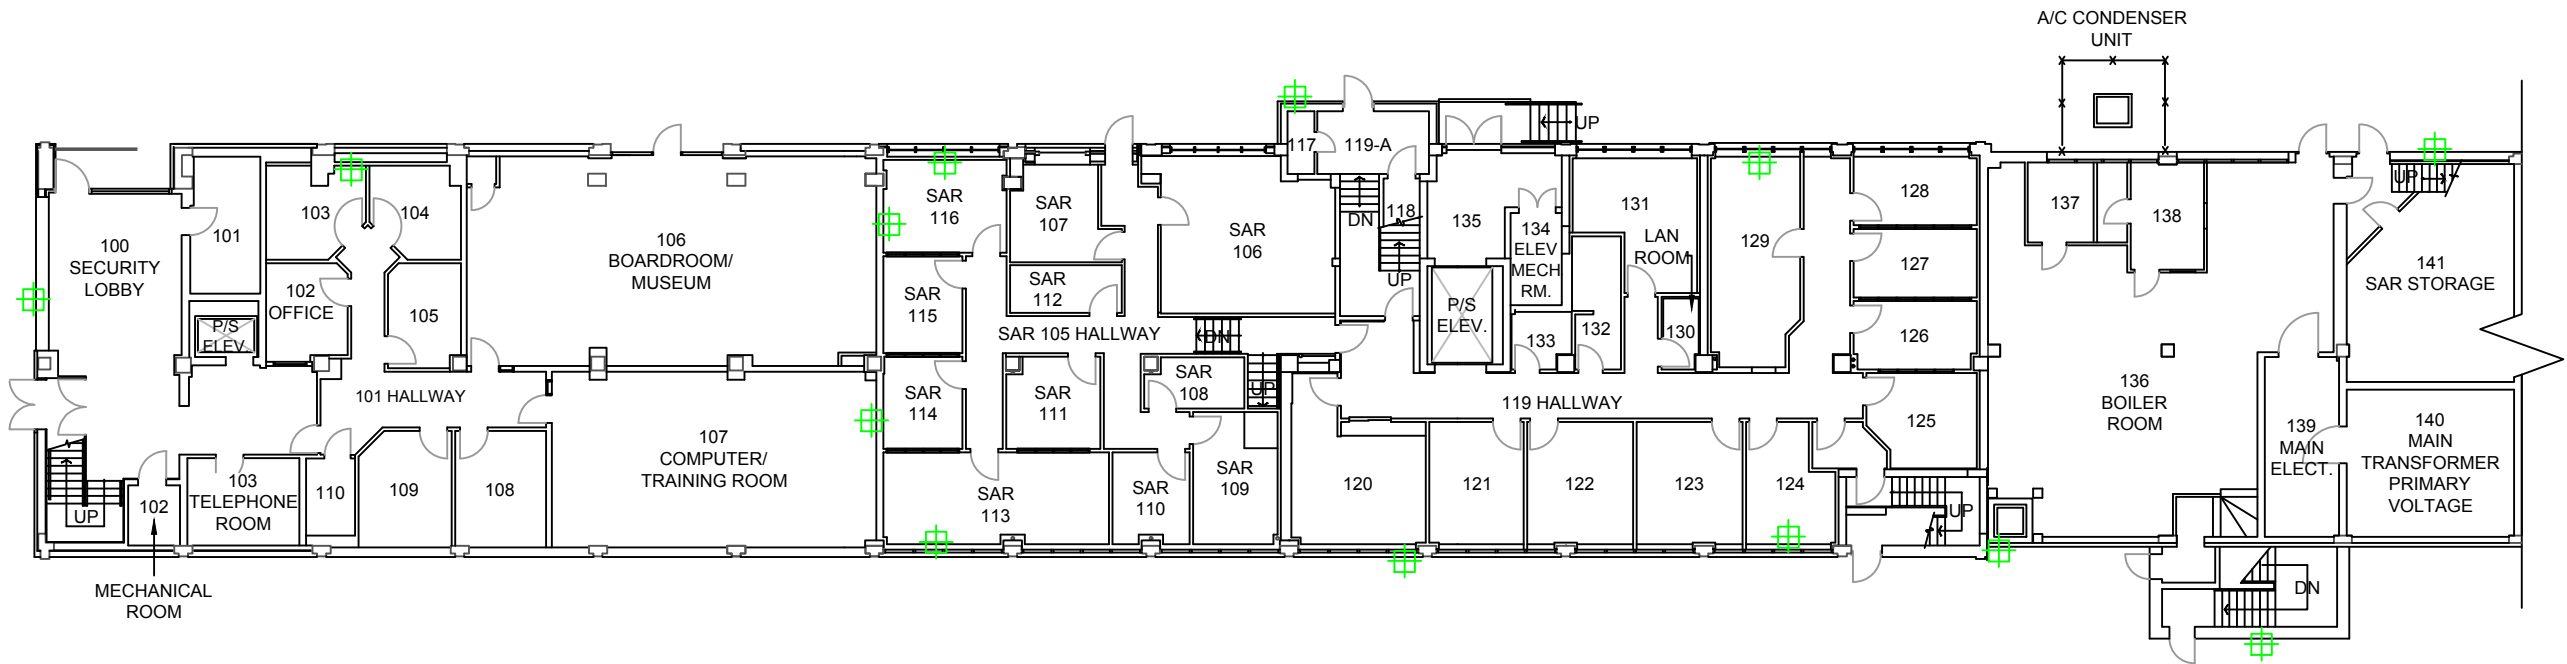 A/C CONDENSER
UNIT
100
SECURITY
LOBBY
101
103
104
102
OFFICE
105
P/S
ELEV.
106
BOARDROOM/
MUSEUM
101 HALLWAY
107
COMPUTER/
TRAINING ROOM
UP
102
MECHANICAL
ROOM
103
TELEPHONE
ROOM
110
109
108
SAR
116
SAR
107
SAR
106
SAR
115
SAR
112
SAR 105 HALLWAY
DN
SAR
114
SAR
111
SAR
108
UP
SAR
113
SAR
110
SAR
109
117
119-A
UP
DN
118
UP
135
134
ELEV
MECH
RM.
P/S
ELEV.
133
132
131
LAN
ROOM
130
129
128
127
126
125
119 HALLWAY
120
121
122
123
124
UP
137
138
136
BOILER
ROOM
UP
141
SAR STORAGE
139
MAIN
ELECT.
140
MAIN
TRANSFORMER
PRIMARY
VOLTAGE
DN